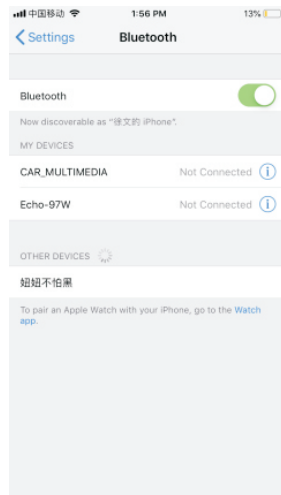 中国移动 1:56 PM 13%
Settings Bluetooth
Bluetooth
Now discoverable as “徐文的 iPhone”.
MY DEVICES
CAR_MULTIMEDIA Not Connected
Echo-97W Not Connected
OTHER DEVICES
妞妞不怕黑
To pair an Apple Watch with your iPhone, go to the Watch
app.